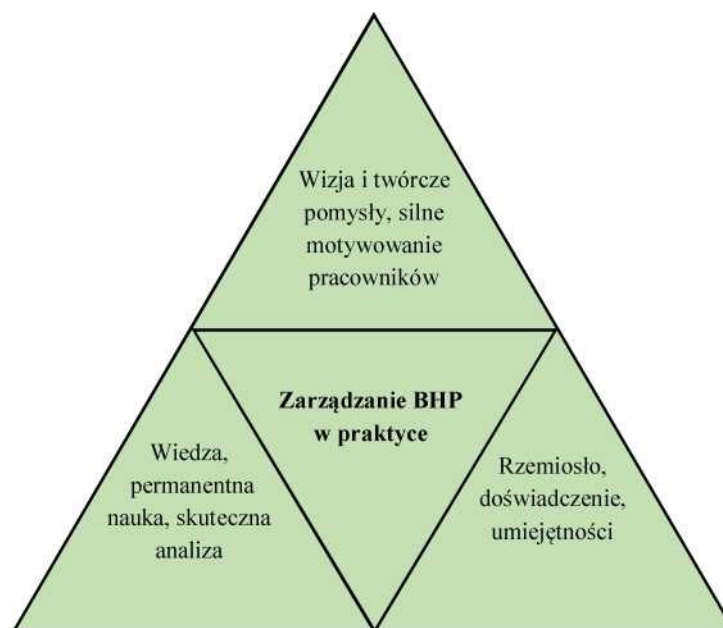 Wizja i twórcze
pomysły, silne
motywowanie
pracowników
Zarządzanie BHP
w praktyce
Wiedza,
permanentna
nauka, skuteczna
analiza
Rzemiosło,
doświadczenie,
umiejętności